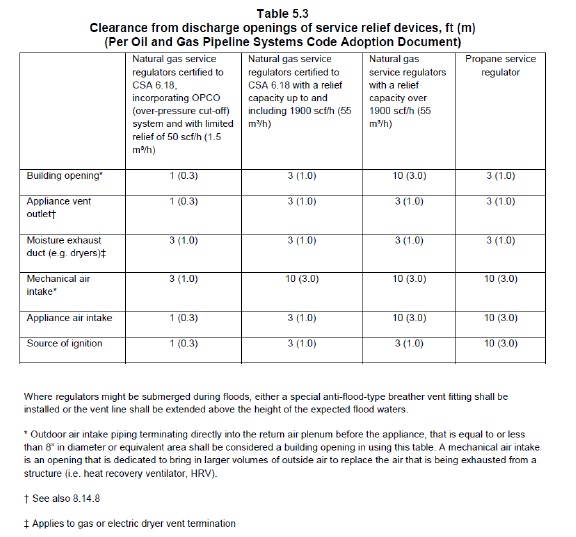 Table 5.3
Clearance from discharge openings of service relief devices, ft (m)
(Per Oil and Gas Pipeline Systems Code Adoption Document)
Natural gas service regulators certified to CSA 6.18, incorporating OPCO (over-pressure cut-off) system and with limited relief of 50 scf/h (1.5 m³/h)
Natural gas service regulators certified to CSA 6.18 with a relief capacity up to and including 1900 scf/h (55 m³/h)
Natural gas service regulators with a relief capacity over 1900 scf/h (55 m³/h)
Propane service regulator
Building opening* 1 (0.3) 3 (1.0) 10 (3.0) 3 (1.0)
Appliance vent outlet† 1 (0.3) 3 (1.0) 3 (1.0) 3 (1.0)
Moisture exhaust duct (e.g. dryers)‡ 3 (1.0) 3 (1.0) 3 (1.0) 3 (1.0)
Mechanical air intake* 3 (1.0) 10 (3.0) 10 (3.0) 10 (3.0)
Appliance air intake 1 (0.3) 3 (1.0) 10 (3.0) 10 (3.0)
Source of ignition 1 (0.3) 3 (1.0) 3 (1.0) 10 (3.0)
Where regulators might be submerged during floods, either a special anti-flood-type breather vent fitting shall be
installed or the vent line shall be extended above the height of the expected flood waters.
* Outdoor air intake piping terminating directly into the return air plenum before the appliance, that is equal to or less
than 8" in diameter or equivalent area shall be considered a building opening in using this table. A mechanical air intake
is an opening that is dedicated to bring in larger volumes of outside air to replace the air that is being exhausted from a
structure (i.e. heat recovery ventilator, HRV).
† See also 8.14.8
‡ Applies to gas or electric dryer vent termination